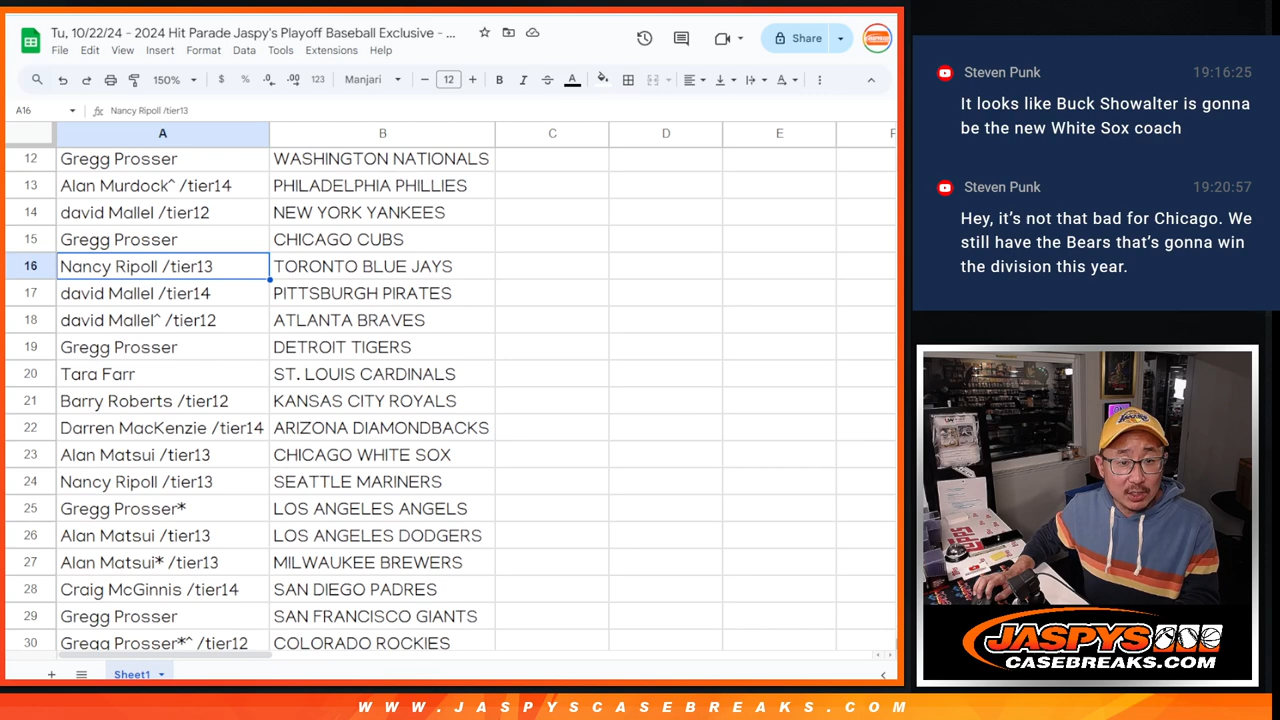 Tu, 10/22/24 - 2024 Hit Parade Jaspy's Playoff Baseball Exclusive - ...
File Edit View Insert Format Data Tools Extensions Help
Share
150% $ % .0 .00 123 Manjari 12 B I A
A16 fx Nancy Ripoll /tier13
A B C D E F
12 Gregg Prosser WASHINGTON NATIONALS
13 Alan Murdock^ /tier14 PHILADELPHIA PHILLIES
14 david Mallel /tier12 NEW YORK YANKEES
15 Gregg Prosser CHICAGO CUBS
16 Nancy Ripoll /tier13 TORONTO BLUE JAYS
17 david Mallel /tier14 PITTSBURGH PIRATES
18 david Mallel^ /tier12 ATLANTA BRAVES
19 Gregg Prosser DETROIT TIGERS
20 Tara Farr ST. LOUIS CARDINALS
21 Barry Roberts /tier12 KANSAS CITY ROYALS
22 Darren MacKenzie /tier14 ARIZONA DIAMONDBACKS
23 Alan Matsui /tier13 CHICAGO WHITE SOX
24 Nancy Ripoll /tier13 SEATTLE MARINERS
25 Gregg Prosser* LOS ANGELES ANGELS
26 Alan Matsui /tier13 LOS ANGELES DODGERS
27 Alan Matsui* /tier13 MILWAUKEE BREWERS
28 Craig McGinnis /tier14 SAN DIEGO PADRES
29 Gregg Prosser SAN FRANCISCO GIANTS
30 Gregg Prosser*^ /tier12 COLORADO ROCKIES
Sheet1
Steven Punk 19:16:25
It looks like Buck Showalter is gonna
be the new White Sox coach
Steven Punk 19:20:57
Hey, it's not that bad for Chicago. We
still have the Bears that's gonna win
the division this year.
JASPYS
CASEBREAKS.COM
WWW.JASPYSCASEBREAKS.COM